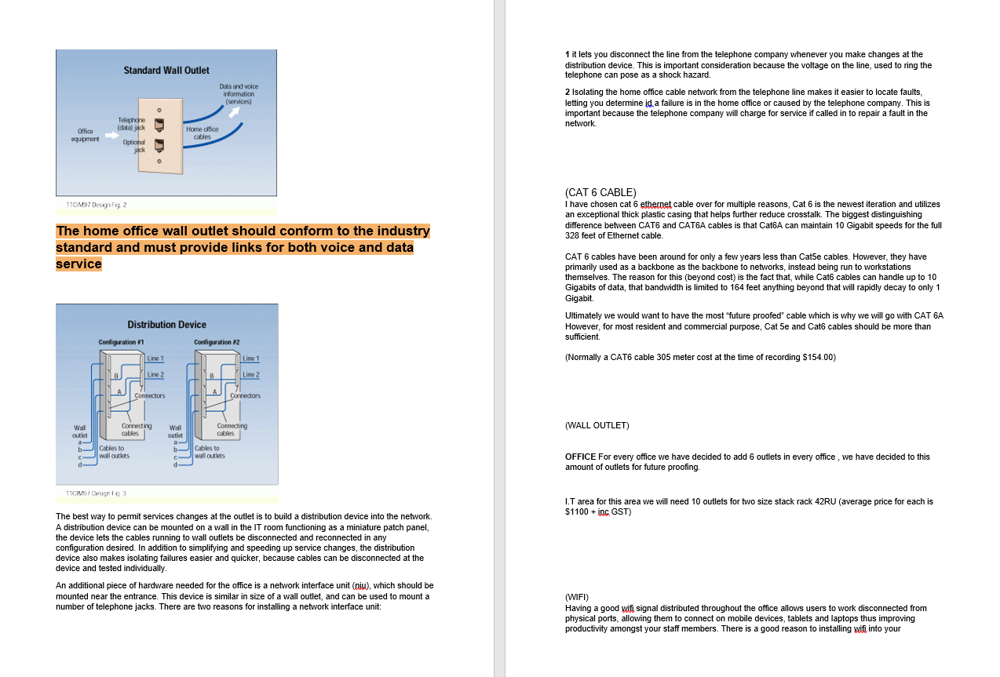 Standard Wall Outlet
Data and voice
information
(services)
Telephone
(data) jack
Office
equipment
Home office
cables
Optional
jack
11CIM97 Design Fig. 2
The home office wall outlet should conform to the industry
standard and must provide links for both voice and data
service
Distribution Device
Configuration #1
Configuration #2
Line 1
Line 1
B
B
Line 2
Line 2
A
A
Connectors
Connectors
Wall
outlet
Connecting
cables
Wall
outlet
Connecting
cables
a
b
c
d
Cables to
wall outlets
a
b
c
d
Cables to
wall outlets
11CIM97 Design Fig. 3
The best way to permit services changes at the outlet is to build a distribution device into the network.
A distribution device can be mounted on a wall in the IT room functioning as a miniature patch panel,
the device lets the cables running to wall outlets be disconnected and reconnected in any
configuration desired. In addition to simplifying and speeding up service changes, the distribution
device also makes isolating failures easier and quicker, because cables can be disconnected at the
device and tested individually.
An additional piece of hardware needed for the office is a network interface unit (niu), which should be
mounted near the entrance. This device is similar in size of a wall outlet, and can be used to mount a
number of telephone jacks. There are two reasons for installing a network interface unit:
1 it lets you disconnect the line from the telephone company whenever you make changes at the
distribution device. This is important consideration because the voltage on the line, used to ring the
telephone can pose as a shock hazard.
2 Isolating the home office cable network from the telephone line makes it easier to locate faults,
letting you determine id a failure is in the home office or caused by the telephone company. This is
important because the telephone company will charge for service if called in to repair a fault in the
network.
(CAT 6 CABLE)
I have chosen cat 6 ethernet cable over for multiple reasons, Cat 6 is the newest iteration and utilizes
an exceptional thick plastic casing that helps further reduce crosstalk. The biggest distinguishing
difference between CAT6 and CAT6A cables is that Cat6A can maintain 10 Gigabit speeds for the full
328 feet of Ethernet cable.
CAT 6 cables have been around for only a few years less than Cat5e cables. However, they have
primarily used as a backbone as the backbone to networks, instead being run to workstations
themselves. The reason for this (beyond cost) is the fact that, while Cat6 cables can handle up to 10
Gigabits of data, that bandwidth is limited to 164 feet anything beyond that will rapidly decay to only 1
Gigabit.
Ultimately we would want to have the most “future proofed” cable which is why we will go with CAT 6A
However, for most resident and commercial purpose, Cat 5e and Cat6 cables should be more than
sufficient.
(Normally a CAT6 cable 305 meter cost at the time of recording $154.00)
(WALL OUTLET)
OFFICE For every office we have decided to add 6 outlets in every office , we have decided to this
amount of outlets for future proofing.
I.T area for this area we will need 10 outlets for two size stack rack 42RU (average price for each is
$1100 + inc GST)
(WIFI)
Having a good wifi signal distributed throughout the office allows users to work disconnected from
physical ports, allowing them to connect on mobile devices, tablets and laptops thus improving
productivity amongst your staff members. There is a good reason to installing wifi into your